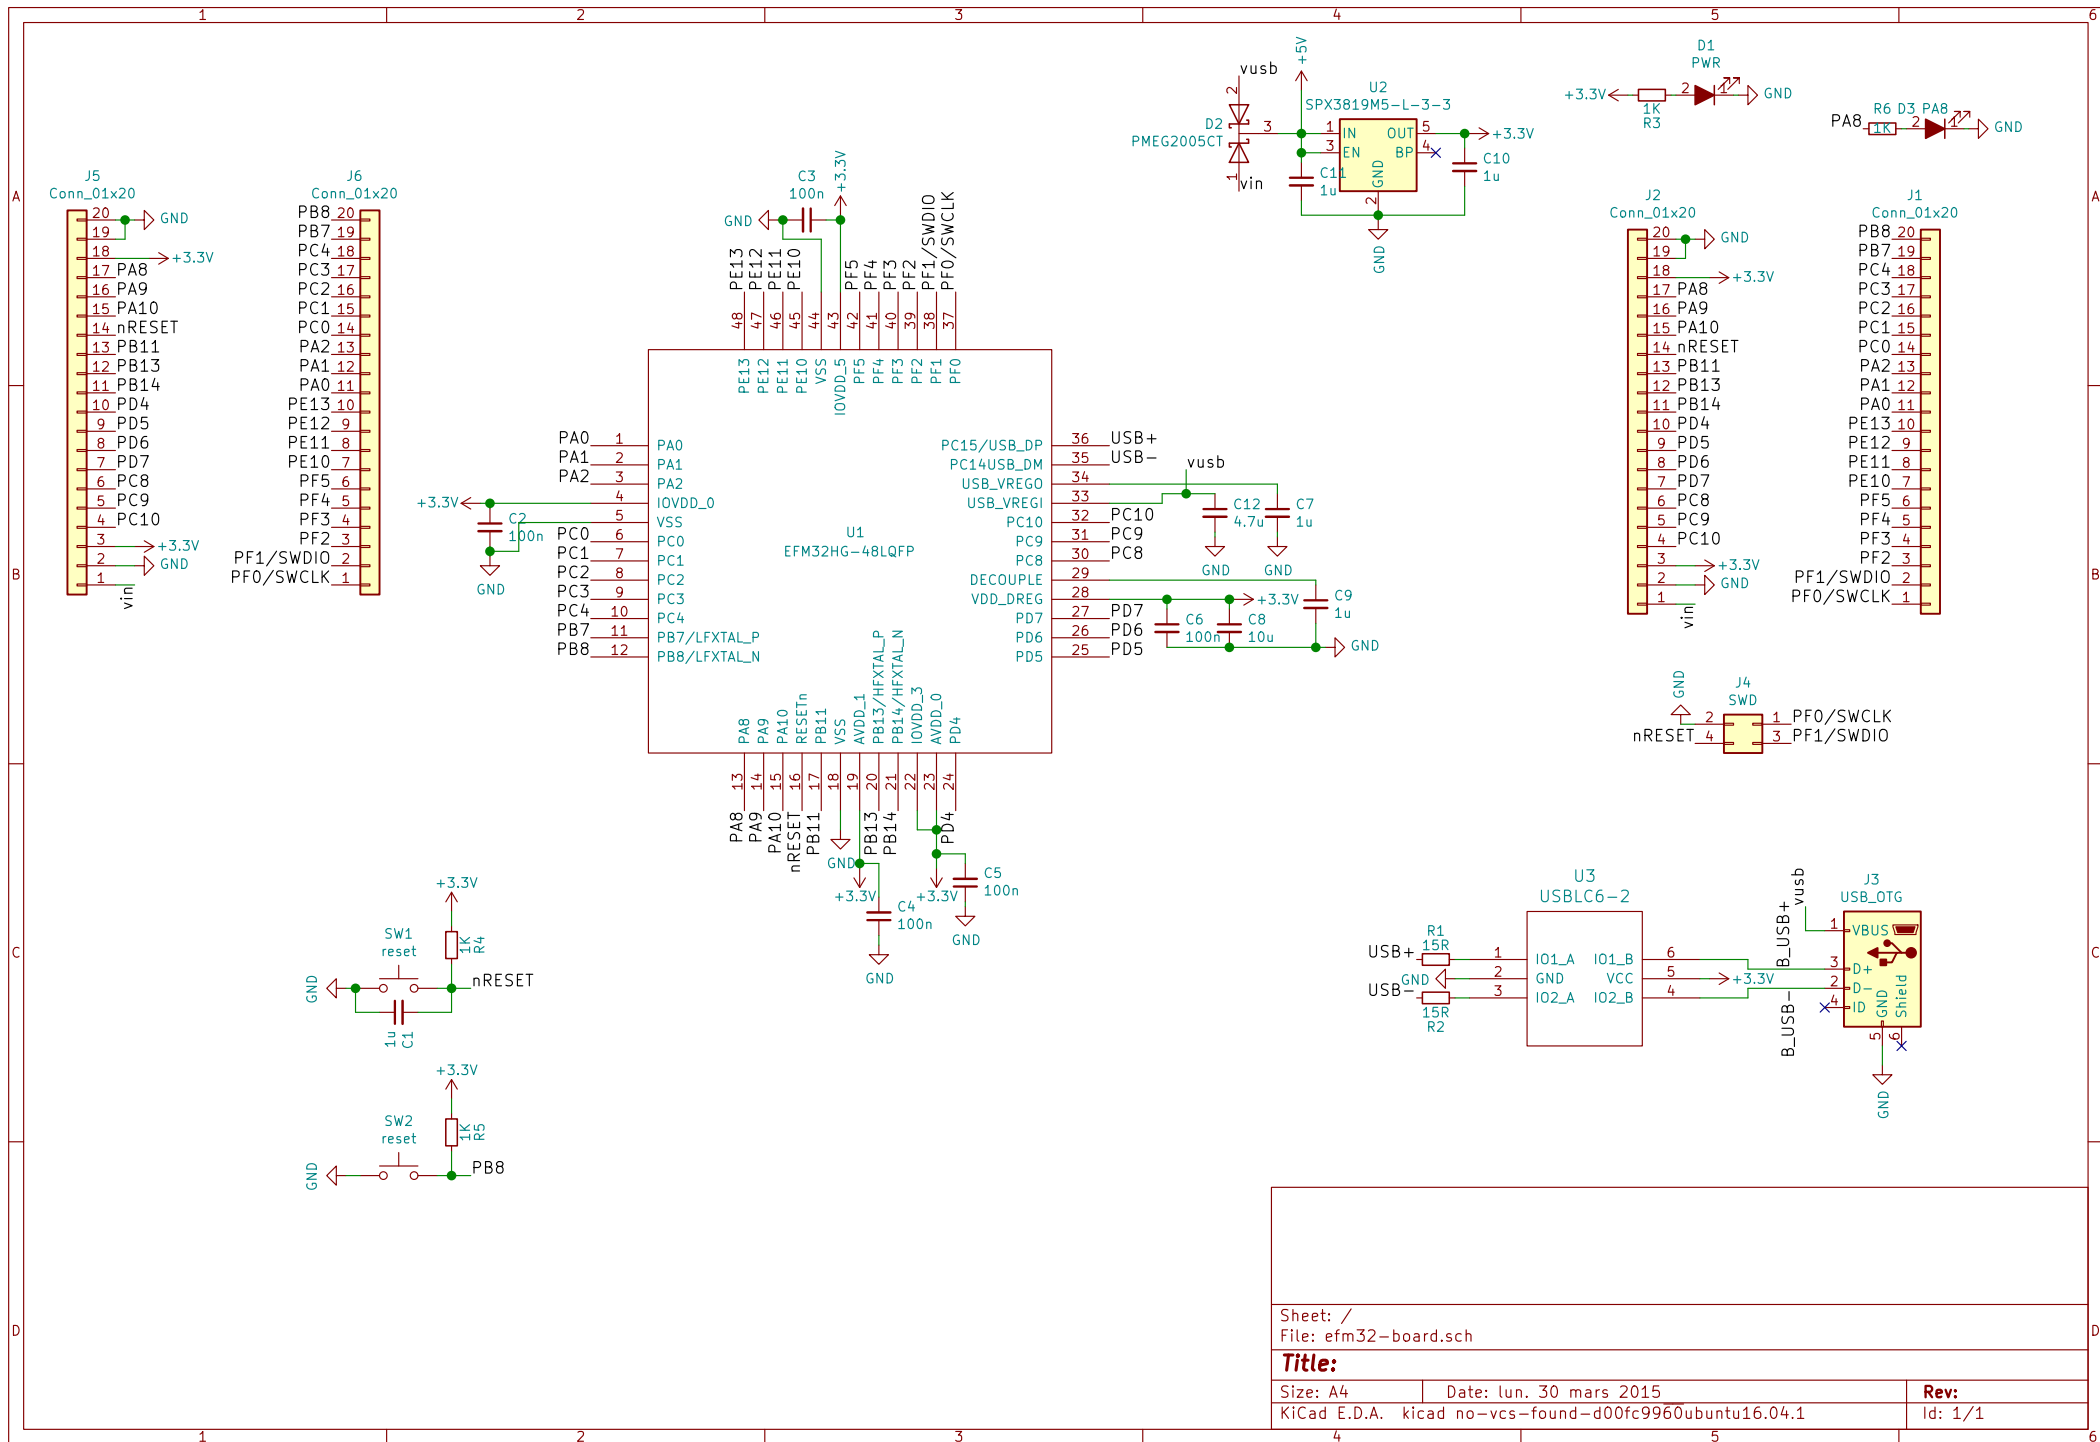 1 2 3 4 5 6
A
B
C
D
A
B
C
D
1 2 3 4 5 6
J5
Conn_01x20
20
19
18
17 PA8
16 PA9
15 PA10
14 nRESET
13 PB11
12 PB13
11 PB14
10 PD4
9 PD5
8 PD6
7 PD7
6 PC8
5 PC9
4 PC10
3
2
1
GND
+3.3V
+3.3V
GND
vin
J6
Conn_01x20
PB8 20
PB7 19
PC4 18
PC3 17
PC2 16
PC1 15
PC0 14
PA2 13
PA1 12
PA0 11
PE13 10
PE12 9
PE11 8
PE10 7
PF5 6
PF4 5
PF3 4
PF2 3
PF1/SWDIO 2
PF0/SWCLK 1
C3
100n
GND
+3.3V
PE13
PE12
PE11
PE10
PF5
PF4
PF3
PF2
PF1/SWDIO
PF0/SWCLK
48 47 46 45 44 43 42 41 40 39 38 37
PE13 PE12 PE11 PE10 VSS IOVDD_5 PF5 PF4 PF3 PF2 PF1 PF0
U1
EFM32HG-48LQFP
PA0 1 PA0
PA1 2 PA1
PA2 3 PA2
+3.3V 4 IOVDD_0
5 VSS
PC0 6 PC0
PC1 7 PC1
PC2 8 PC2
PC3 9 PC3
PC4 10 PC4
PB7 11 PB7/LFXTAL_P
PB8 12 PB8/LFXTAL_N
C2
100n
GND
PC15/USB_DP 36 USB+
PC14USB_DM 35 USB-
USB_VREGO 34
USB_VREGI 33
PC10 32 PC10
PC9 31 PC9
PC8 30 PC8
DECOUPLE 29
VDD_DREG 28
PD7 27 PD7
PD6 26 PD6
PD5 25 PD5
vusb
C12
4.7u
C7
1u
GND
GND
+3.3V
C9
1u
C6
100n
C8
10u
GND
PA8 PA9 PA10 RESETn PB11 VSS AVDD_1 PB13/HFXTAL_P PB14/HFXTAL_N IOVDD_3 AVDD_0 PD4
13 14 15 16 17 18 19 20 21 22 23 24
PA8
PA9
PA10
nRESET
PB11
PB13
PB14
PD4
GND
+3.3V
+3.3V
C4
100n
GND
C5
100n
GND
vusb
2
D2
PMEG2005CT
3
1
vin
+5V
U2
SPX3819M5-L-3-3
1 IN
3 EN
OUT 5
BP 4
GND
2
C11
1u
+3.3V
C10
1u
GND
D1
PWR
+3.3V
1K
R3
2
1
GND
R6 D3 PA8
PA8
1K
2
1
GND
J2
Conn_01x20
20
19
18
17 PA8
16 PA9
15 PA10
14 nRESET
13 PB11
12 PB13
11 PB14
10 PD4
9 PD5
8 PD6
7 PD7
6 PC8
5 PC9
4 PC10
3
2
1
GND
+3.3V
+3.3V
GND
vin
J1
Conn_01x20
PB8 20
PB7 19
PC4 18
PC3 17
PC2 16
PC1 15
PC0 14
PA2 13
PA1 12
PA0 11
PE13 10
PE12 9
PE11 8
PE10 7
PF5 6
PF4 5
PF3 4
PF2 3
PF1/SWDIO 2
PF0/SWCLK 1
GND
J4
SWD
2
nRESET 4
1 PF0/SWCLK
3 PF1/SWDIO
+3.3V
SW1
reset
1K
R4
GND
nRESET
1u
C1
+3.3V
SW2
reset
1K
R5
GND
PB8
U3
USBLC6-2
R1
15R
USB+
GND
USB-
15R
R2
1 IO1_A
2 GND
3 IO2_A
IO1_B 6
VCC 5
IO2_B 4
+3.3V
B_USB+
B_USB-
vusb
J3
USB_OTG
1 VBUS
3 D+
2 D-
4 ID
GND
Shield
5
6
GND
Sheet: /
File: efm32-board.sch
Title:
Size: A4 Date: lun. 30 mars 2015 Rev:
KiCad E.D.A. kicad no-vcs-found-d00fc9960ubuntu16.04.1 Id: 1/1